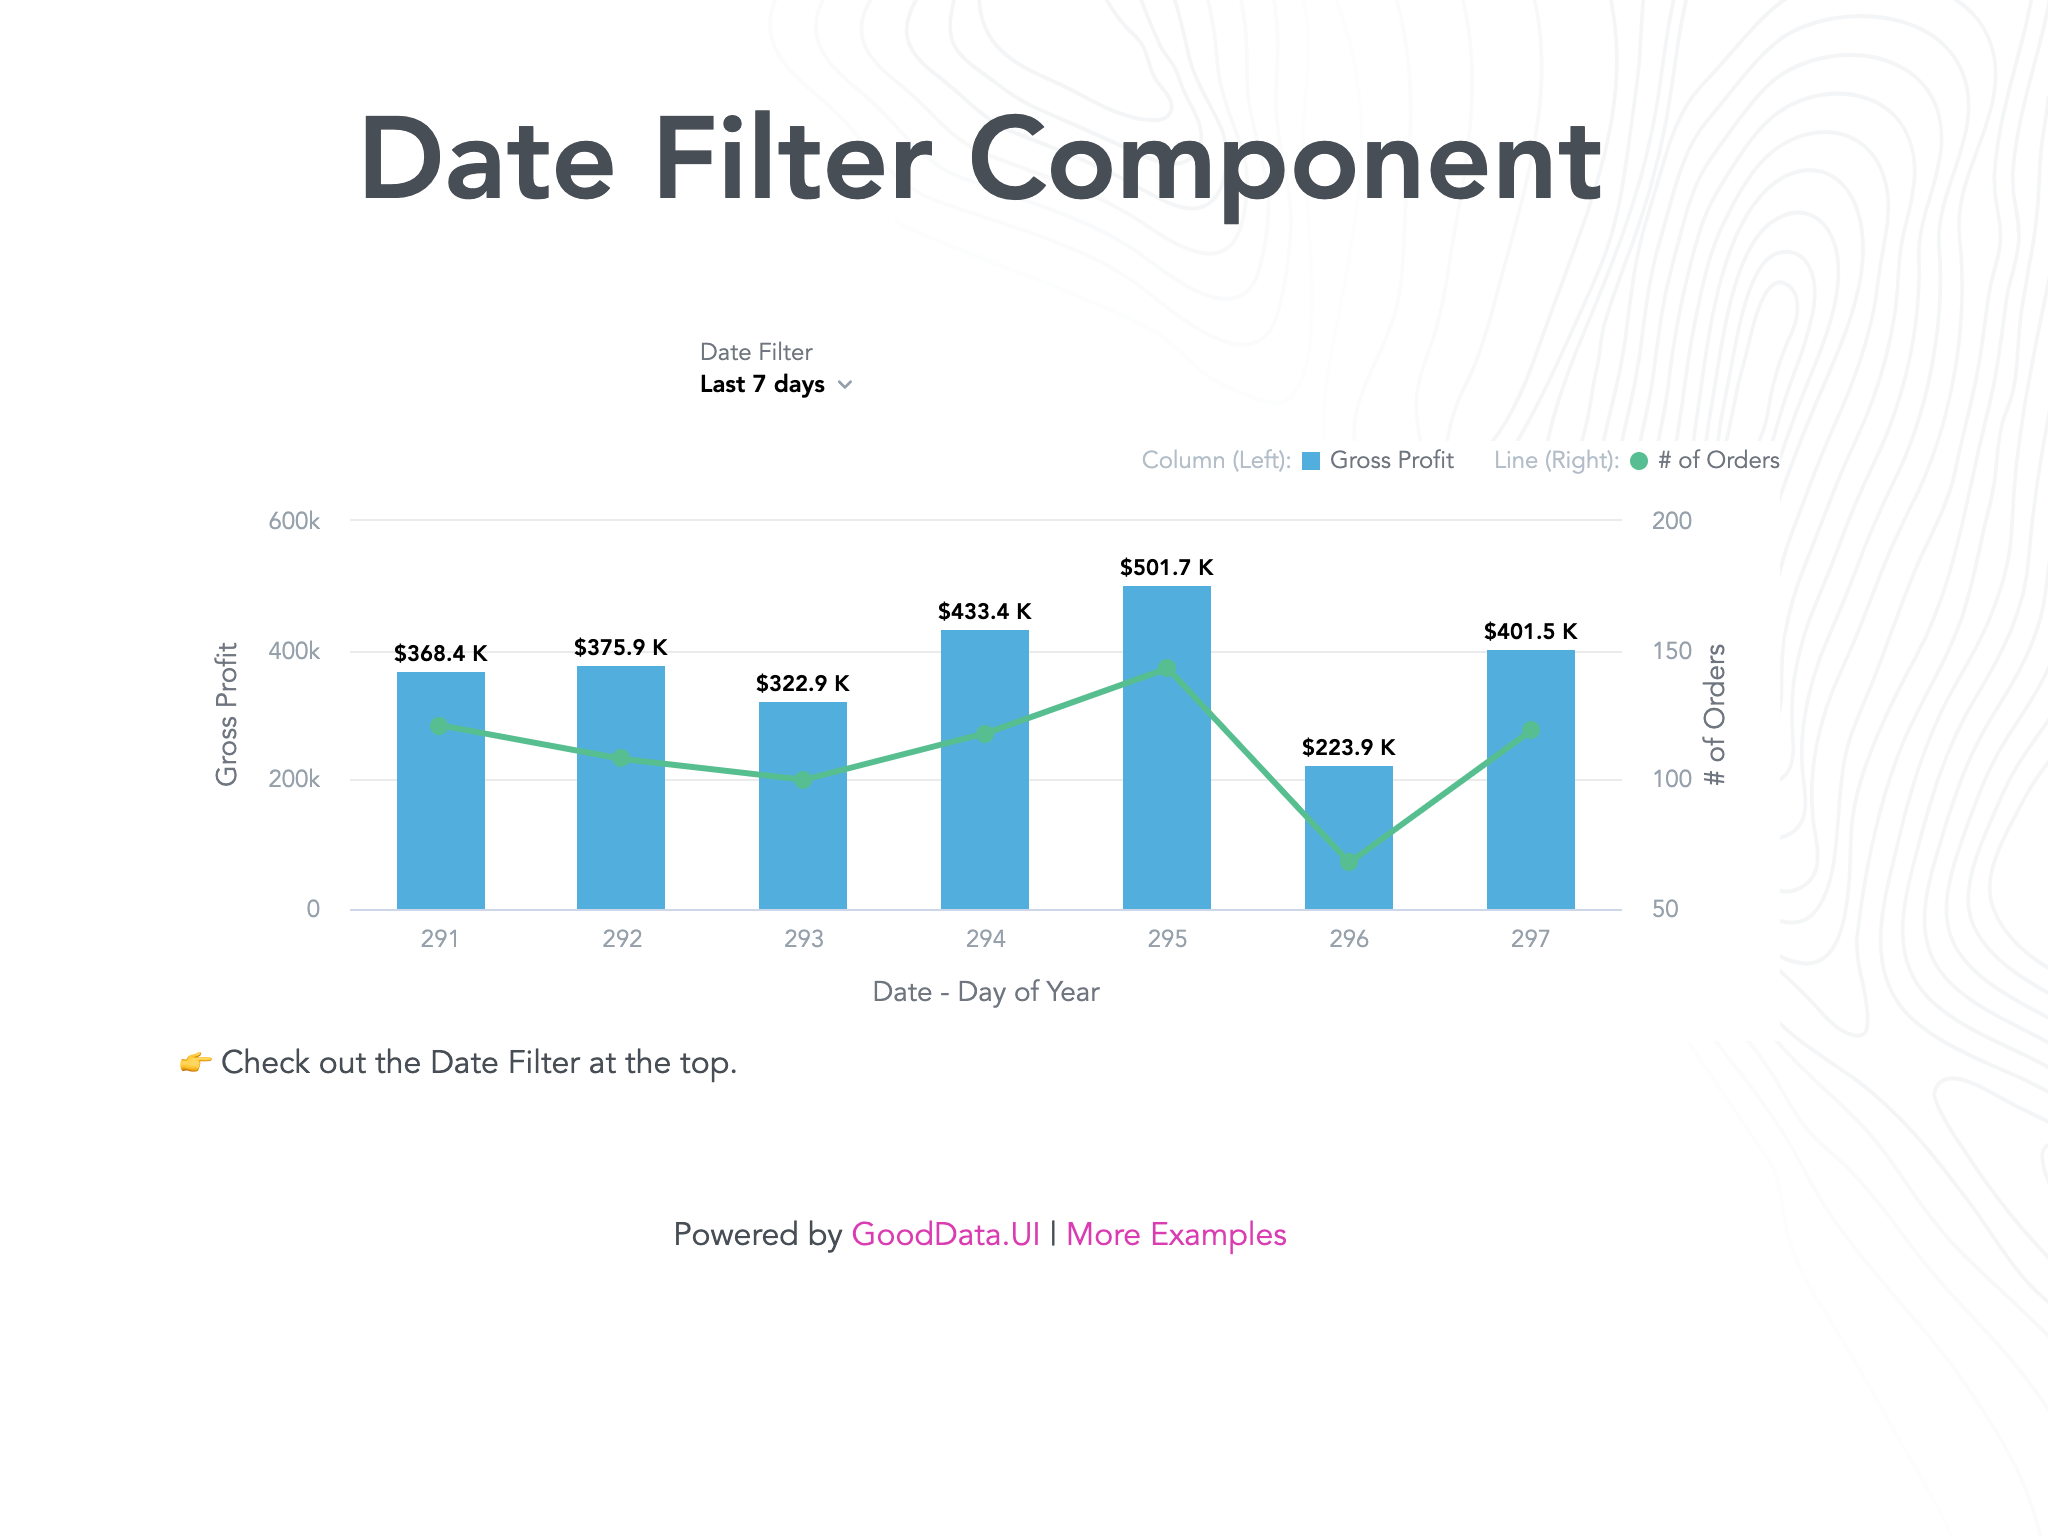 Date Filter Component
Date Filter
Last 7 days
Column (Left): Gross Profit Line (Right): # of Orders
600k 200
$501.7 K
$433.4 K
$401.5 K
$368.4 K $375.9 K
400k 150
$322.9 K
Gross Profit
# of Orders
$223.9 K
200k 100
0 50
291 292 293 294 295 296 297
Date - Day of Year
👉 Check out the Date Filter at the top.
Powered by GoodData.UI | More Examples